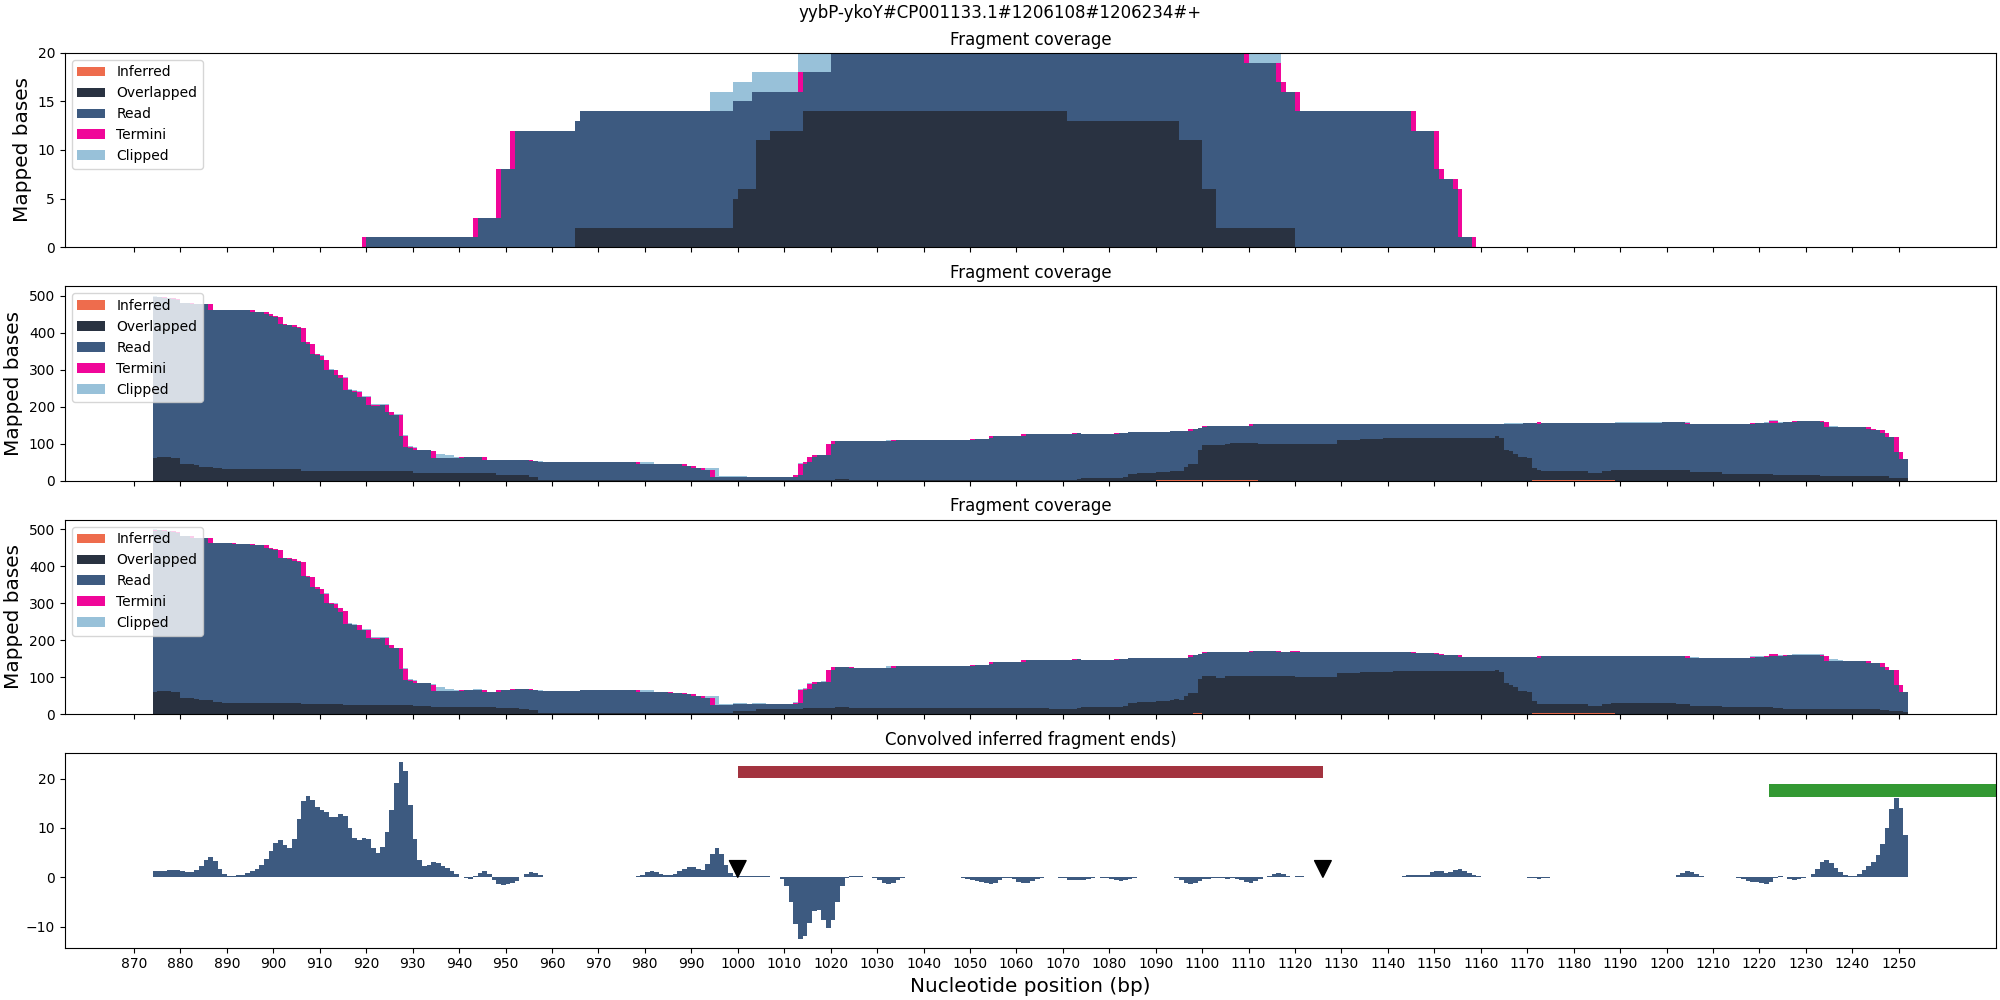 yybP-ykoY#CP001133.1#1206108#1206234#+
Fragment coverage
Mapped bases
20
15
10
5
0
Inferred
Overlapped
Read
Termini
Clipped
Fragment coverage
Mapped bases
500
400
300
200
100
0
Inferred
Overlapped
Read
Termini
Clipped
Fragment coverage
Mapped bases
500
400
300
200
100
0
Inferred
Overlapped
Read
Termini
Clipped
Convolved inferred fragment ends)
20
10
0
−10
870 880 890 900 910 920 930 940 950 960 970 980 990 1000 1010 1020 1030 1040 1050 1060 1070 1080 1090 1100 1110 1120 1130 1140 1150 1160 1170 1180 1190 1200 1210 1220 1230 1240 1250
Nucleotide position (bp)